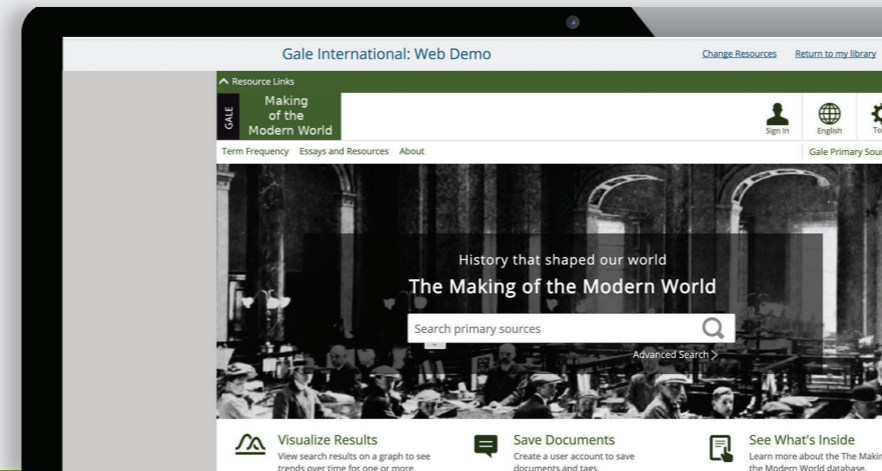 Gale International: Web Demo
Change Resources
Return to my library
Resource Links
GALE
Making
of the
Modern World
Sign In
English
Term Frequency
Essays and Resources
About
Gale Primary
History that shaped our world
The Making of the Modern World
Search primary sources
Advanced Search >
Visualize Results
View search results on a graph to see
trends over time for one or more
Save Documents
Create a user account to save
documents and tags.
See What's Inside
Learn more about the The
the Modern World database.